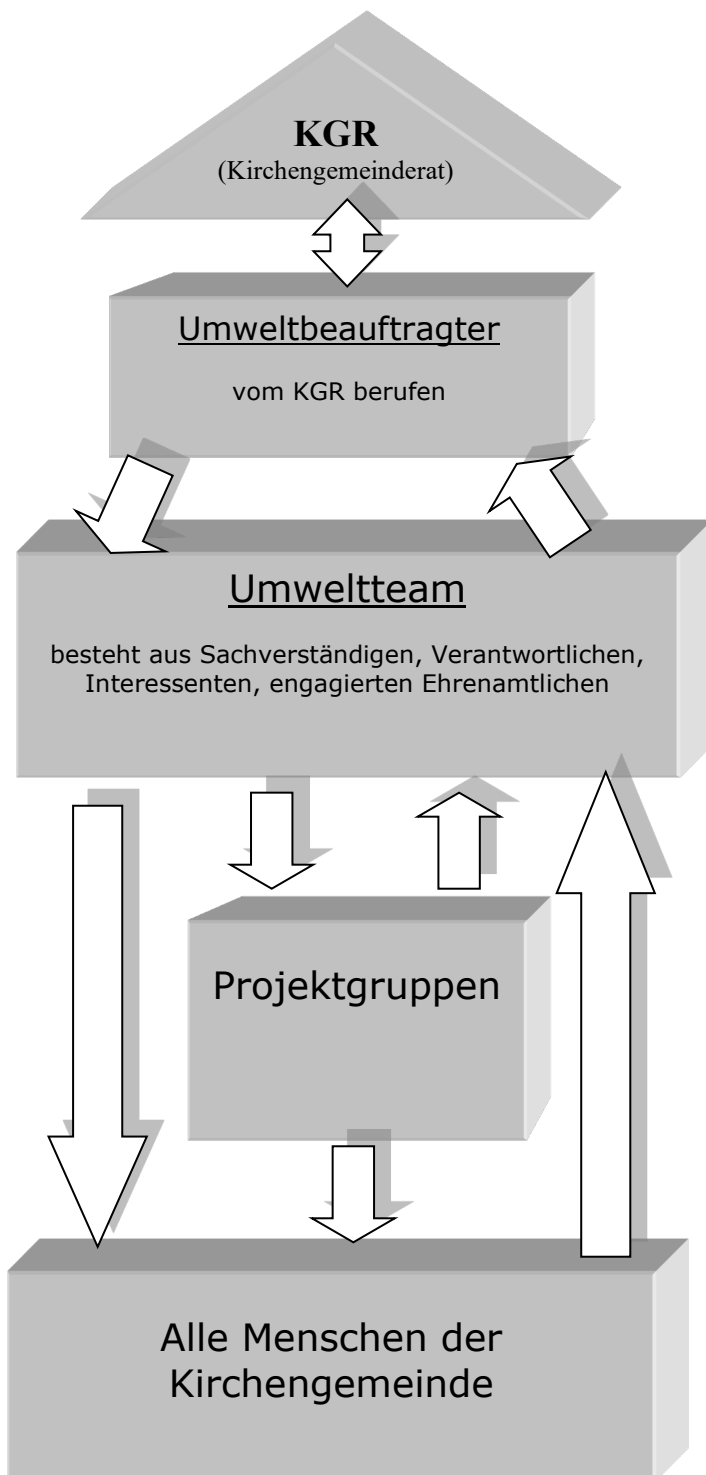 KGR
(Kirchengemeinderat)
Umweltbeauftragter
vom KGR berufen
Umweltteam
besteht aus Sachverständigen, Verantwortlichen,
Interessenten, engagierten Ehrenamtlichen
Projektgruppen
Alle Menschen der
Kirchengemeinde